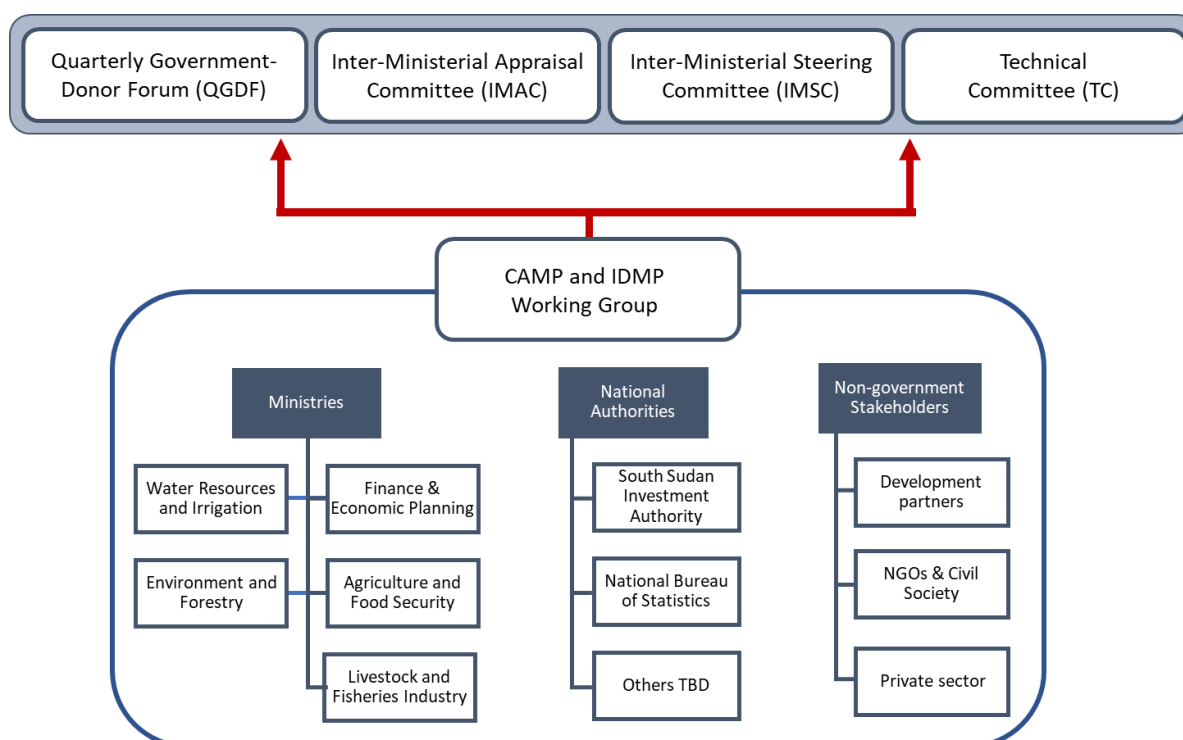 Quarterly Government-
Donor Forum (QGDF)
Inter-Ministerial Appraisal
Committee (IMAC)
Inter-Ministerial Steering
Committee (IMSC)
Technical
Committee (TC)
CAMP and IDMP
Working Group
Ministries
Water Resources
and Irrigation
Finance &
Economic Planning
Environment and
Forestry
Agriculture and
Food Security
Livestock and
Fisheries Industry
National
Authorities
South Sudan
Investment
Authority
National Bureau
of Statistics
Others TBD
Non-government
Stakeholders
Development
partners
NGOs & Civil
Society
Private sector